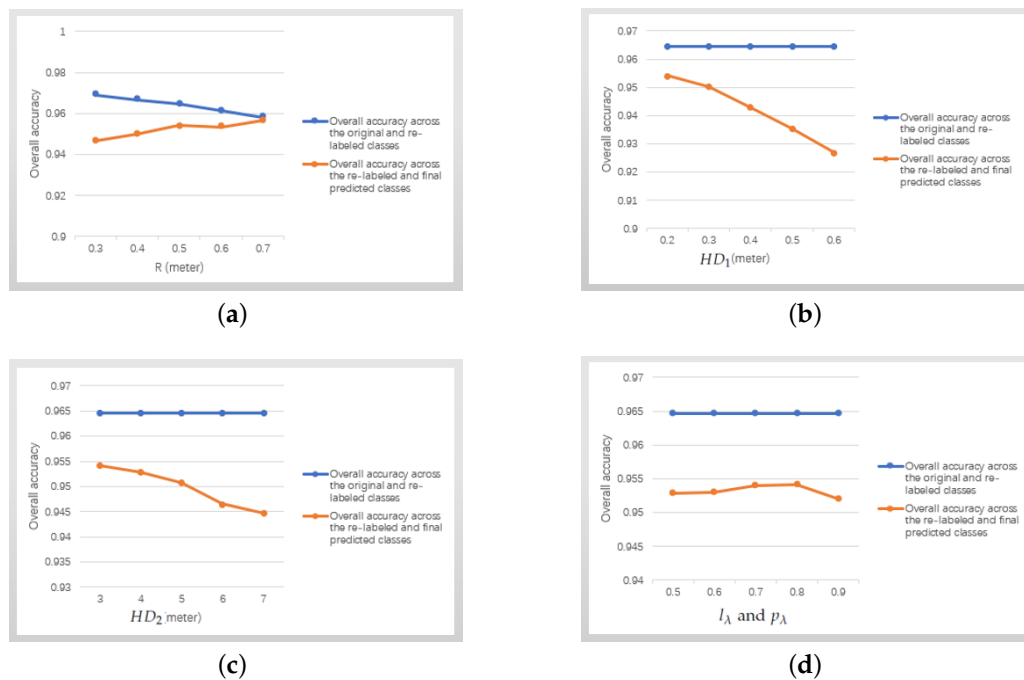 1
0.98
0.96
0.94
0.92
0.9
Overall accuracy
0.3 0.4 0.5 0.6 0.7
R (meter)
Overall accuracy across
the original and re-
labeled classes
Overall accuracy across
the re-labeled and final
predicted classes
(a)
0.97
0.96
0.95
0.94
0.93
0.92
0.91
0.9
Overall accuracy
0.2 0.3 0.4 0.5 0.6
HD₁(meter)
Overall accuracy across
the original and re-
labeled classes
Overall accuracy across
the re-labeled and final
predicted classes
(b)
0.97
0.965
0.96
0.955
0.95
0.945
0.94
0.935
0.93
Overall accuracy
3 4 5 6 7
HD₂ meter)
Overall accuracy across
the original and re-
labeled classes
Overall accuracy across
the re-labeled and final
predicted classes
(c)
0.97
0.965
0.96
0.955
0.95
0.945
0.94
Overall accuracy
0.5 0.6 0.7 0.8 0.9
l_λ and p_λ
Overall accuracy across
the original and re-
labeled classes
Overall accuracy across
the re-labeled and final
predicted classes
(d)